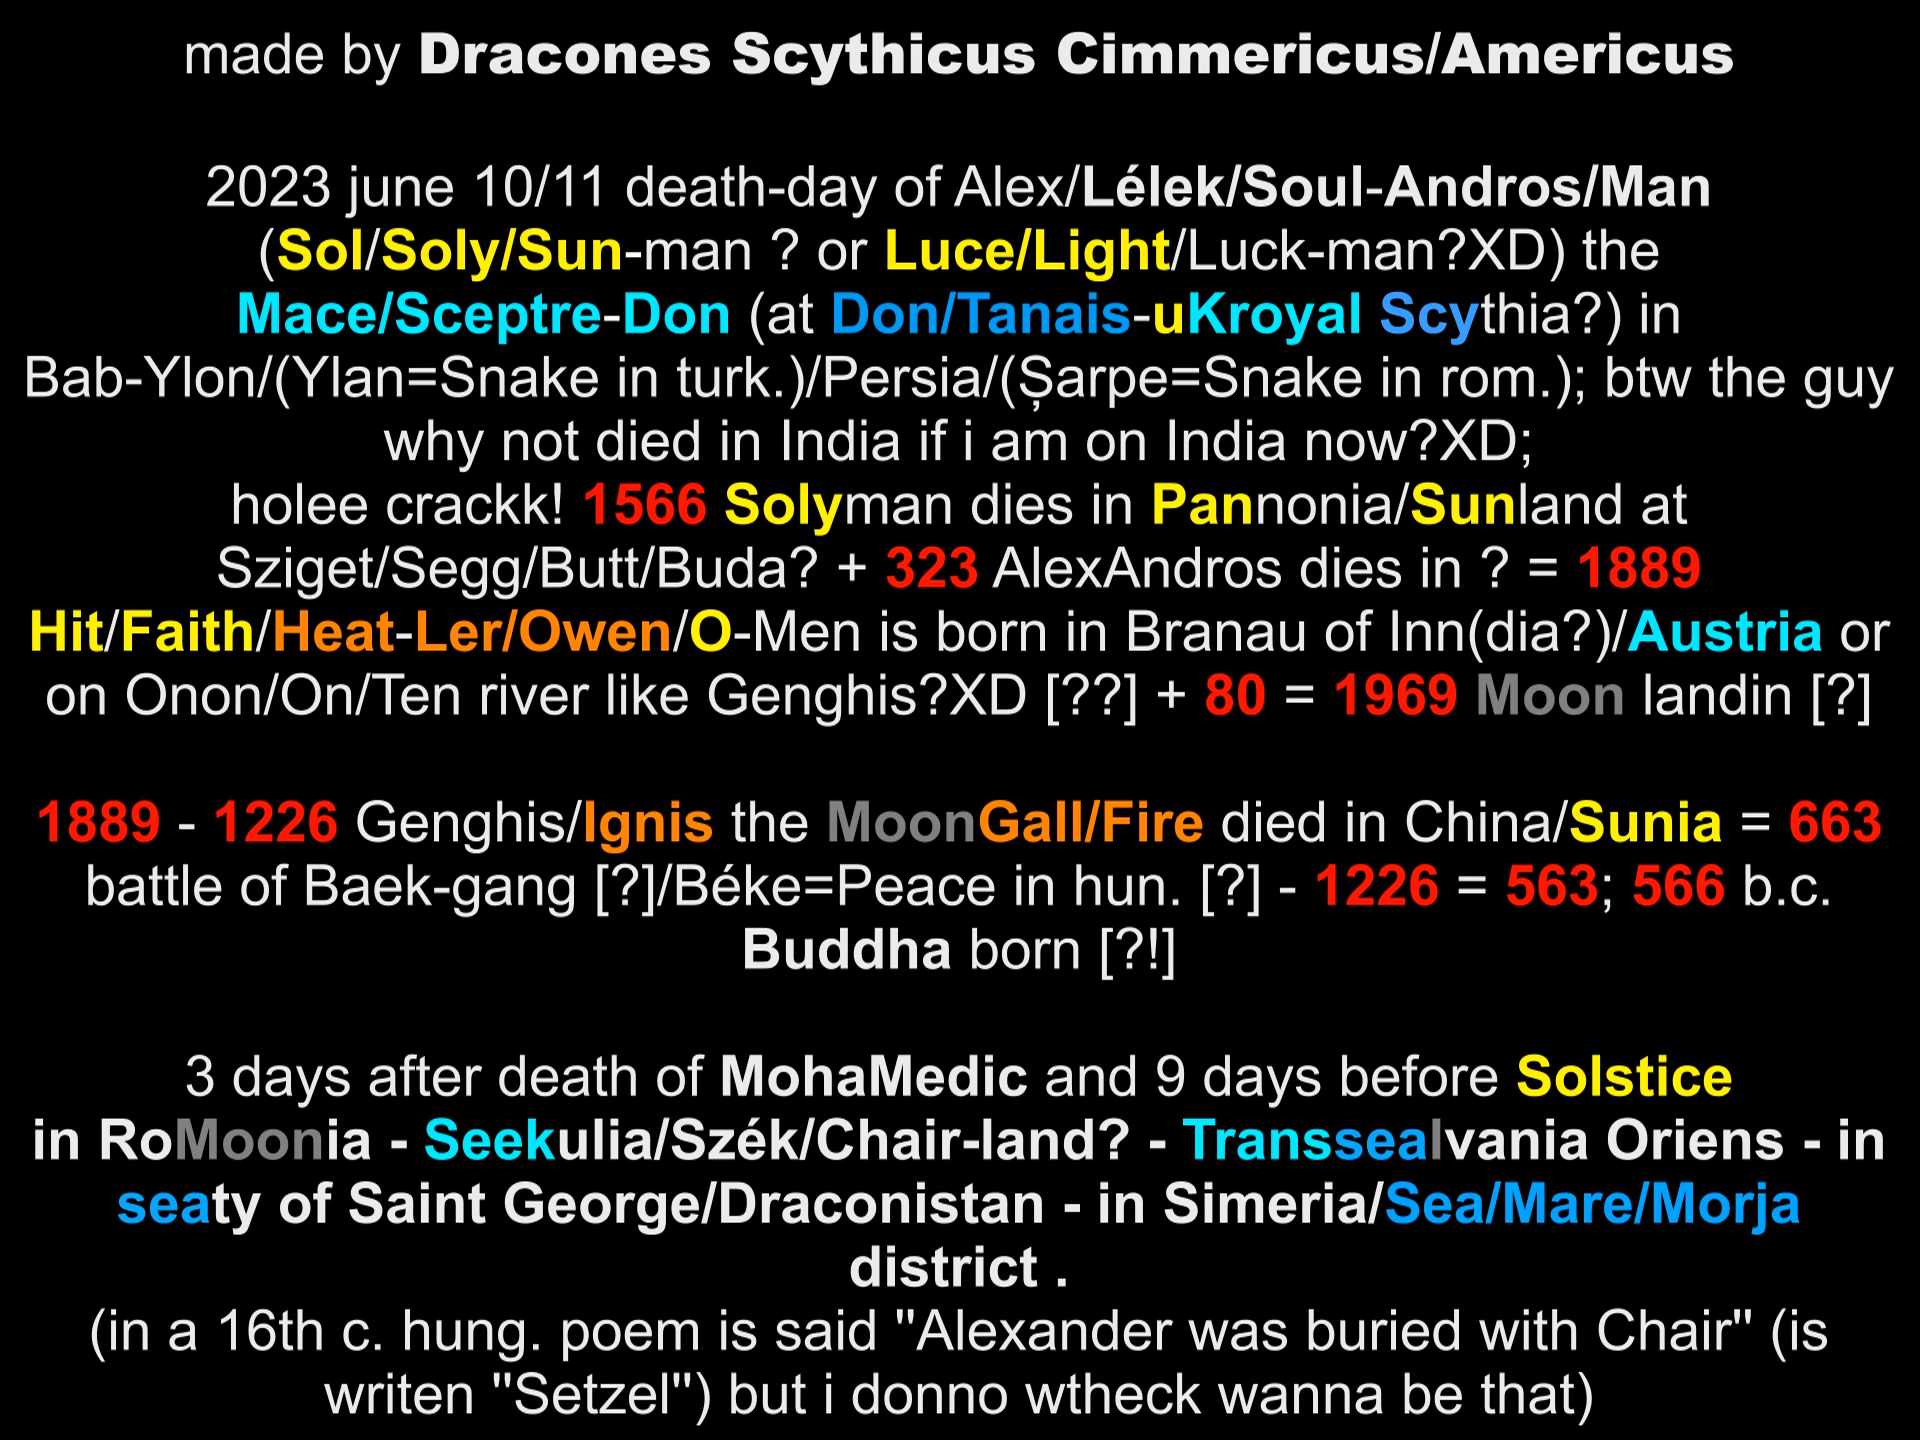 made by Dracones Scythicus Cimmericus/Americus
2023 june 10/11 death-day of Alex/Lélek/Soul-Andros/Man
(Sol/Soly/Sun-man ? or Luce/Light/Luck-man?XD) the
Mace/Sceptre-Don (at Don/Tanais-uKroyal Scythia?) in
Bab-Ylon/(Ylan=Snake in turk.)/Persia/(Șarpe=Snake in rom.); btw the guy
why not died in India if i am on India now?XD;
holee crackk! 1566 Solyman dies in Pannonia/Sunland at
Sziget/Segg/Butt/Buda? + 323 AlexAndros dies in ? = 1889
Hit/Faith/Heat-Ler/Owen/O-Men is born in Branau of Inn(dia?)/Austria or
on Onon/On/Ten river like Genghis?XD [??] + 80 = 1969 Moon landin [?]
1889 - 1226 Genghis/Ignis the MoonGall/Fire died in China/Sunia = 663
battle of Baek-gang [?]/Béke=Peace in hun. [?] - 1226 = 563; 566 b.c.
Buddha born [?!]
3 days after death of MohaMedic and 9 days before Solstice
in RoMoonia - Seekulia/Szék/Chair-land? - Transsealvania Oriens - in
seaty of Saint George/Draconistan - in Simeria/Sea/Mare/Morja
district .
(in a 16th c. hung. poem is said "Alexander was buried with Chair" (is
writen "Setzel") but i donno wtheck wanna be that)